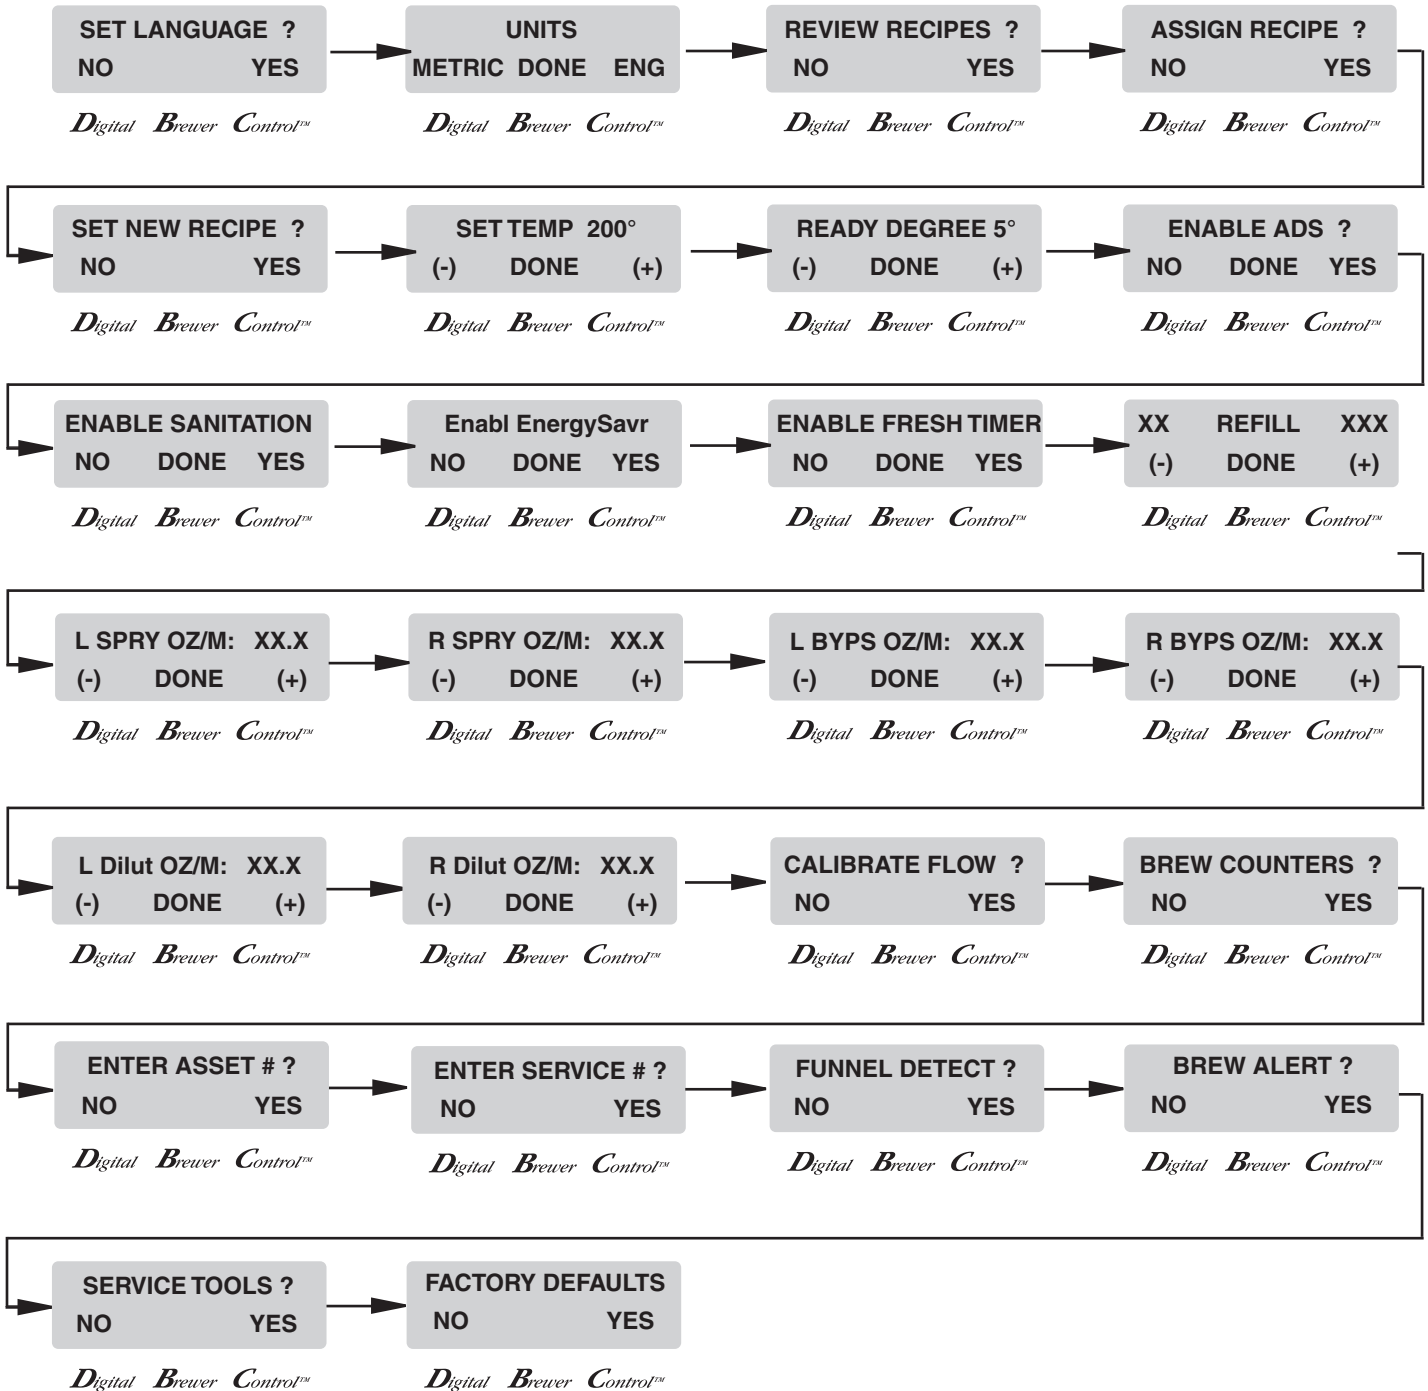 SET LANGUAGE ?
NO YES
Digital Brewer Control™
UNITS
METRIC DONE ENG
Digital Brewer Control™
REVIEW RECIPES ?
NO YES
Digital Brewer Control™
ASSIGN RECIPE ?
NO YES
Digital Brewer Control™
SET NEW RECIPE ?
NO YES
Digital Brewer Control™
SET TEMP 200°
(-) DONE (+)
Digital Brewer Control™
READY DEGREE 5°
(-) DONE (+)
Digital Brewer Control™
ENABLE ADS ?
NO DONE YES
Digital Brewer Control™
ENABLE SANITATION
NO DONE YES
Digital Brewer Control™
Enabl EnergySavr
NO DONE YES
Digital Brewer Control™
ENABLE FRESH TIMER
NO DONE YES
Digital Brewer Control™
XX REFILL XXX
(-) DONE (+)
Digital Brewer Control™
L SPRY OZ/M: XX.X
(-) DONE (+)
Digital Brewer Control™
R SPRY OZ/M: XX.X
(-) DONE (+)
Digital Brewer Control™
L BYPS OZ/M: XX.X
(-) DONE (+)
Digital Brewer Control™
R BYPS OZ/M: XX.X
(-) DONE (+)
Digital Brewer Control™
L Dilut OZ/M: XX.X
(-) DONE (+)
Digital Brewer Control™
R Dilut OZ/M: XX.X
(-) DONE (+)
Digital Brewer Control™
CALIBRATE FLOW ?
NO YES
Digital Brewer Control™
BREW COUNTERS ?
NO YES
Digital Brewer Control™
ENTER ASSET # ?
NO YES
Digital Brewer Control™
ENTER SERVICE # ?
NO YES
Digital Brewer Control™
FUNNEL DETECT ?
NO YES
Digital Brewer Control™
BREW ALERT ?
NO YES
Digital Brewer Control™
SERVICE TOOLS ?
NO YES
Digital Brewer Control™
FACTORY DEFAULTS
NO YES
Digital Brewer Control™